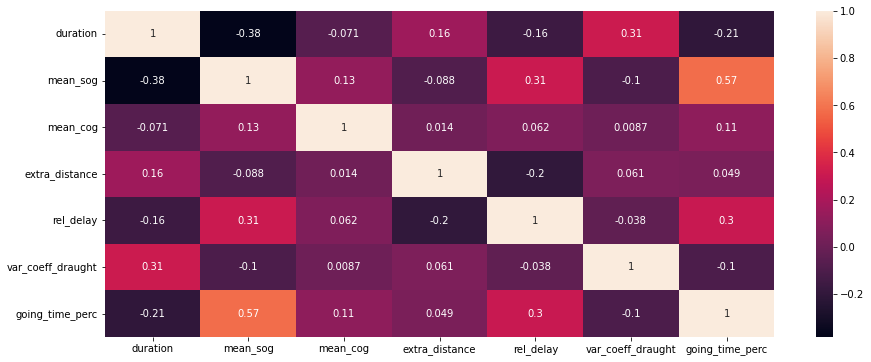 duration 1 -0.38 -0.071 0.16 -0.16 0.31 -0.21
mean_sog -0.38 1 0.13 -0.088 0.31 -0.1 0.57
mean_cog -0.071 0.13 1 0.014 0.062 0.0087 0.11
extra_distance 0.16 -0.088 0.014 1 -0.2 0.061 0.049
rel_delay -0.16 0.31 0.062 -0.2 1 -0.038 0.3
var_coeff_draught 0.31 -0.1 0.0087 0.061 -0.038 1 -0.1
going_time_perc -0.21 0.57 0.11 0.049 0.3 -0.1 1
duration mean_sog mean_cog extra_distance rel_delay var_coeff_draught going_time_perc
1.0
0.8
0.6
0.4
0.2
0.0
−0.2